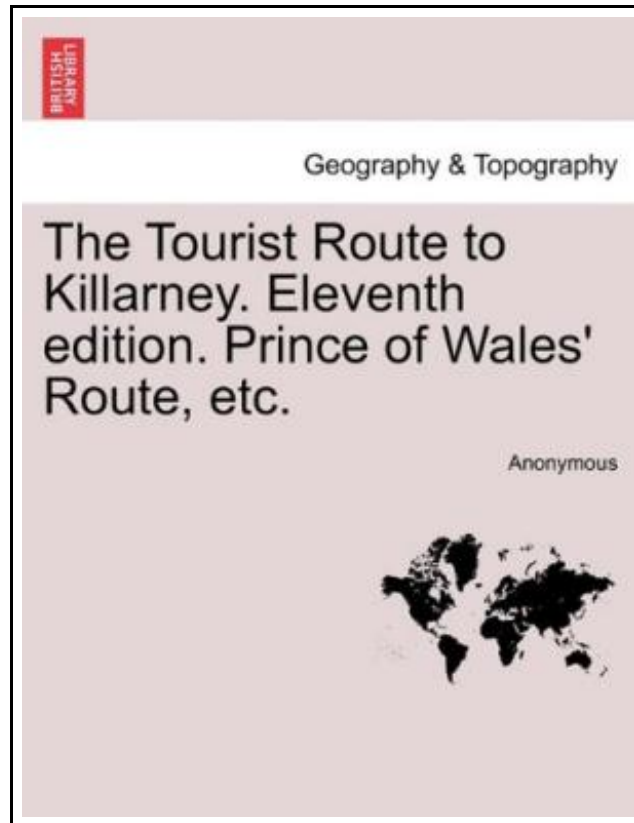 BRITISH
LIBRARY
Geography & Topography
The Tourist Route to
Killarney. Eleventh
edition. Prince of Wales'
Route, etc.
Anonymous